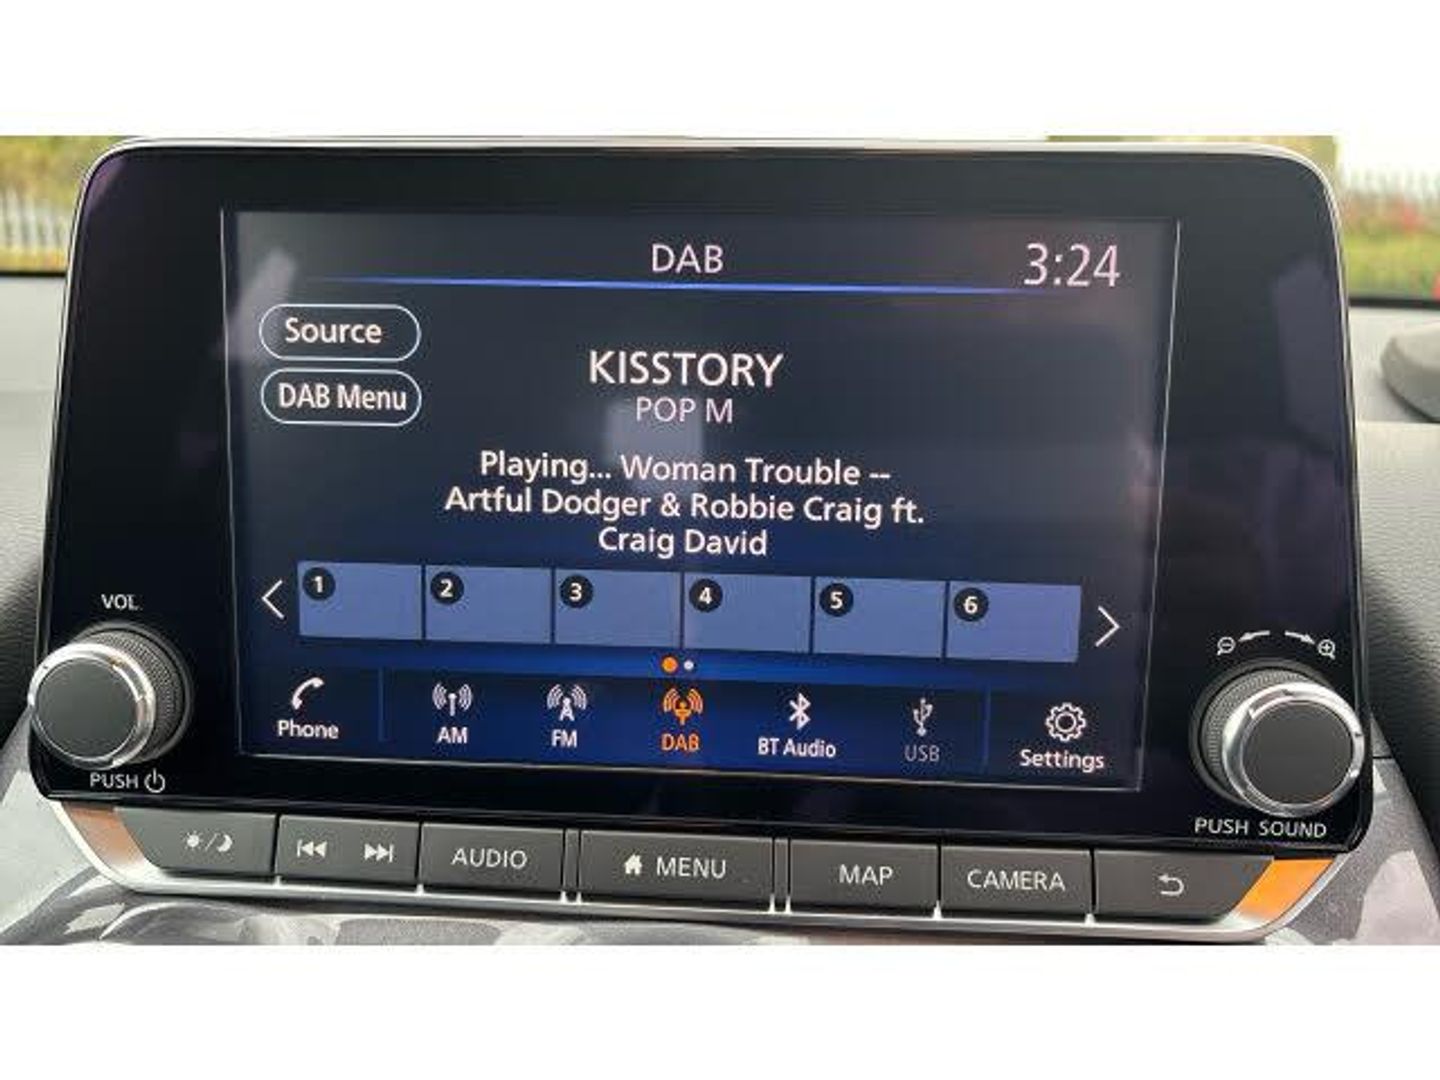 DAB
3:24
Source
DAB Menu
KISSTORY
POP M
Playing... Woman Trouble --
Artful Dodger & Robbie Craig ft.
Craig David
1 2 3 4 5 6
Phone
AM
FM
DAB
BT Audio
USB
Settings
VOL
PUSH
PUSH SOUND
AUDIO
MENU
MAP
CAMERA